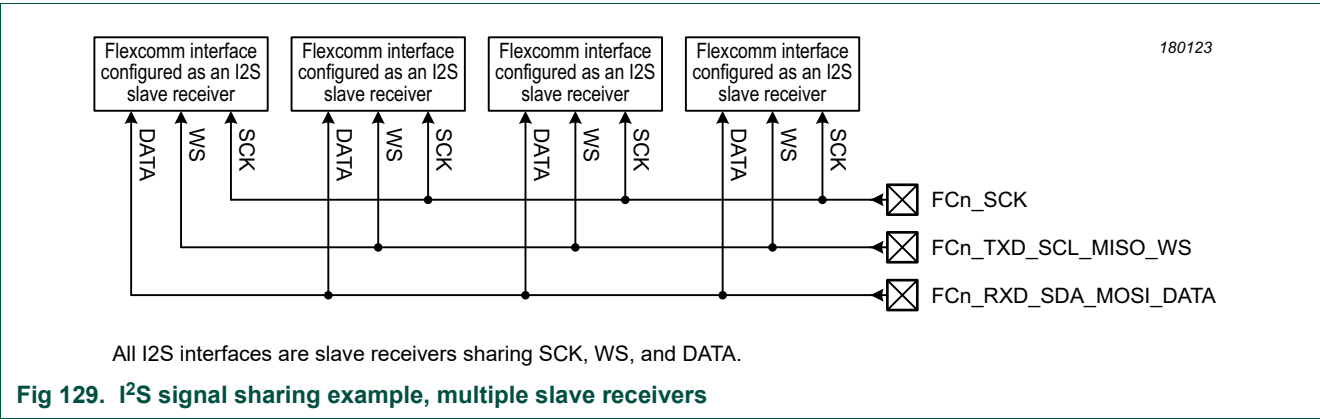 Flexcomm interface
configured as an I2S
slave receiver
Flexcomm interface
configured as an I2S
slave receiver
Flexcomm interface
configured as an I2S
slave receiver
Flexcomm interface
configured as an I2S
slave receiver
180123
DATA
WS
SCK
DATA
WS
SCK
DATA
WS
SCK
DATA
WS
SCK
FCn_SCK
FCn_TXD_SCL_MISO_WS
FCn_RXD_SDA_MOSI_DATA
All I2S interfaces are slave receivers sharing SCK, WS, and DATA.
Fig 129. I2S signal sharing example, multiple slave receivers